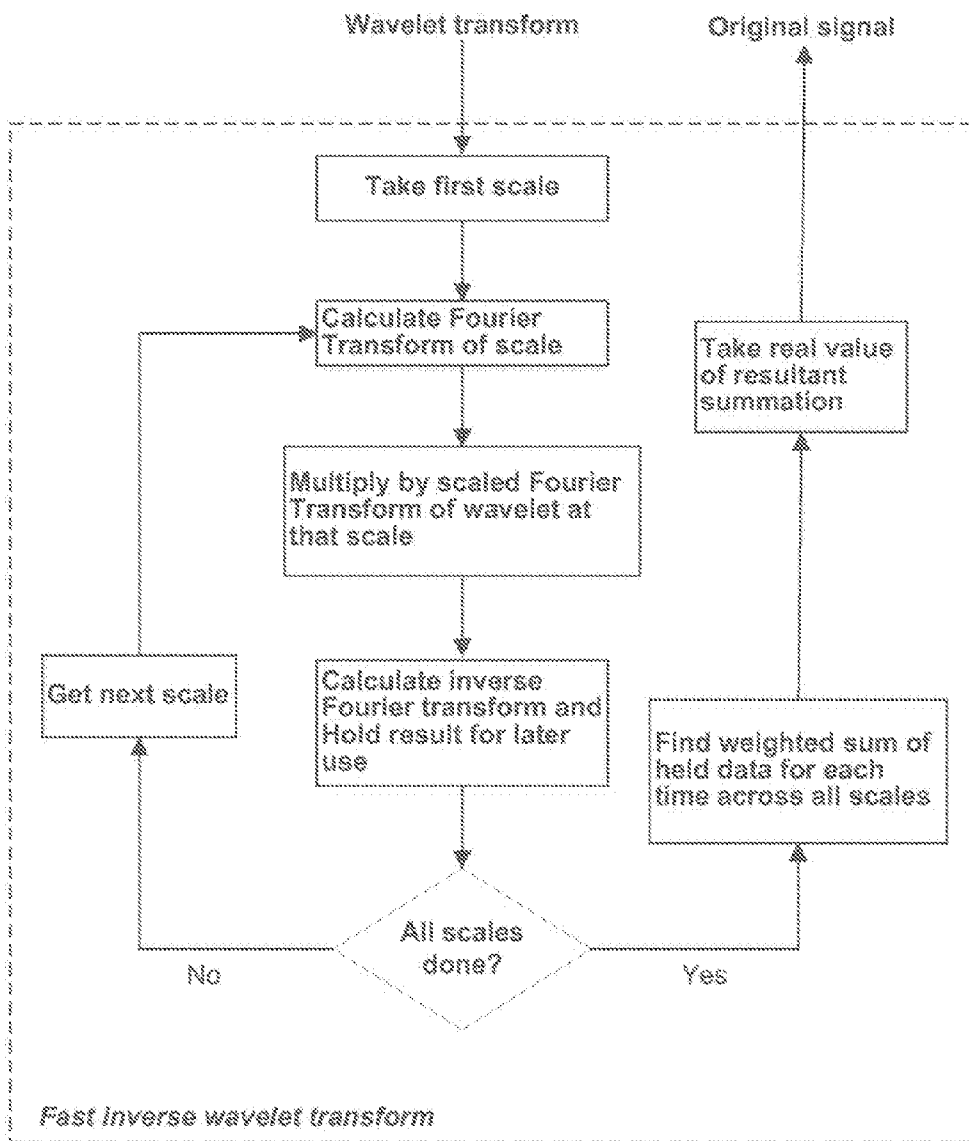 Wavelet transform
Original signal
Take first scale
Calculate Fourier
Transform of scale
Take real value
of resultant
summation
Multiply by scaled Fourier
Transform of wavelet at
that scale
Get next scale
Calculate inverse
Fourier transform and
Hold result for later
use
Find weighted sum of
held data for each
time across all scales
All scales
done?
No
Yes
Fast inverse wavelet transform